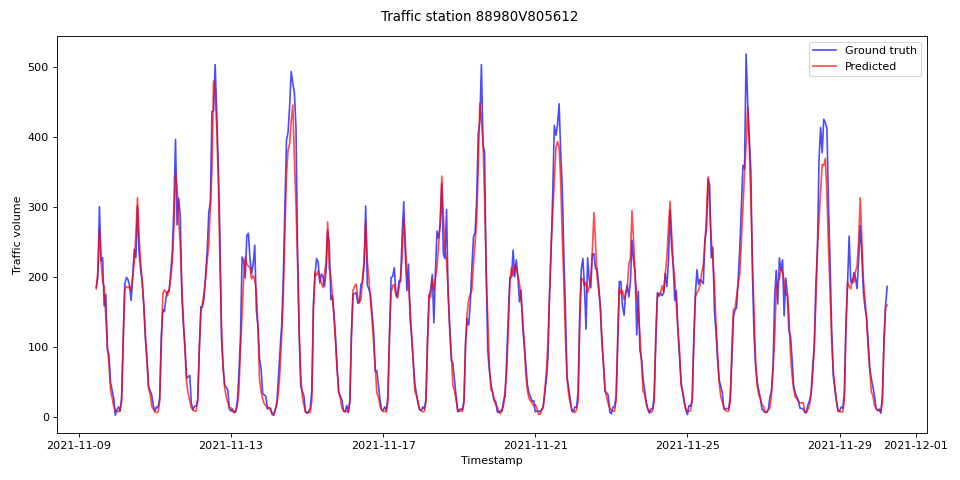 Traffic station 88980V805612
Ground truth
Predicted
500
400
300
200
100
0
Traffic volume
2021-11-09
2021-11-13
2021-11-17
2021-11-21
2021-11-25
2021-11-29
2021-12-01
Timestamp